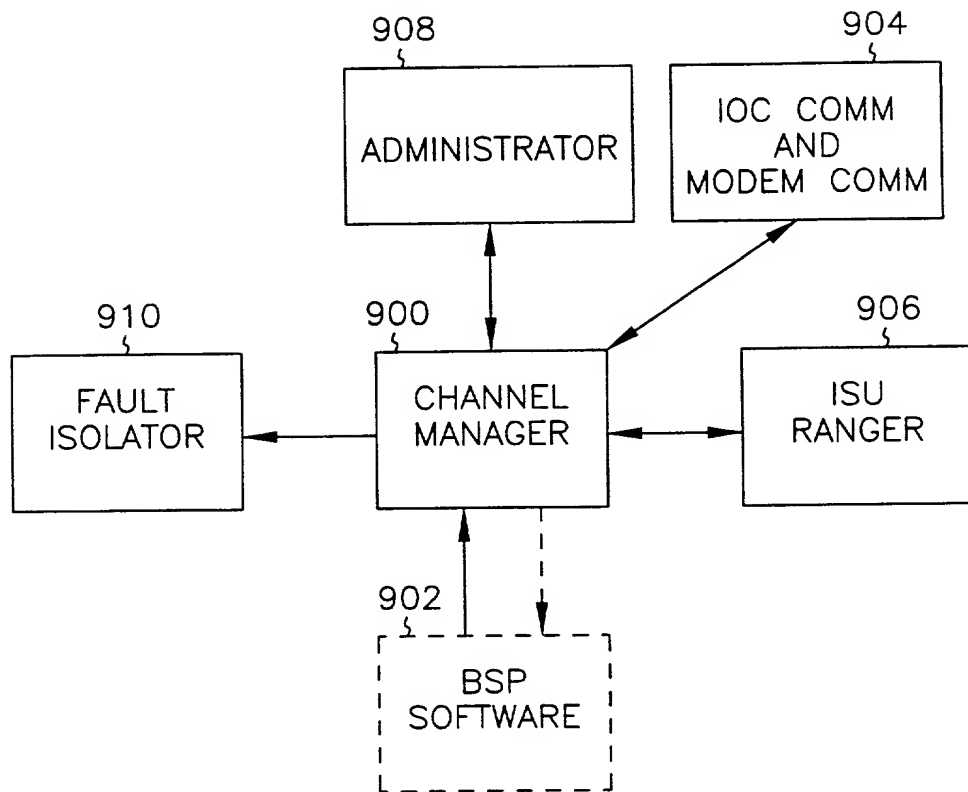 908
ADMINISTRATOR
904
IOC COMM
AND
MODEM COMM
910
FAULT
ISOLATOR
900
CHANNEL
MANAGER
906
ISU
RANGER
902
BSP
SOFTWARE